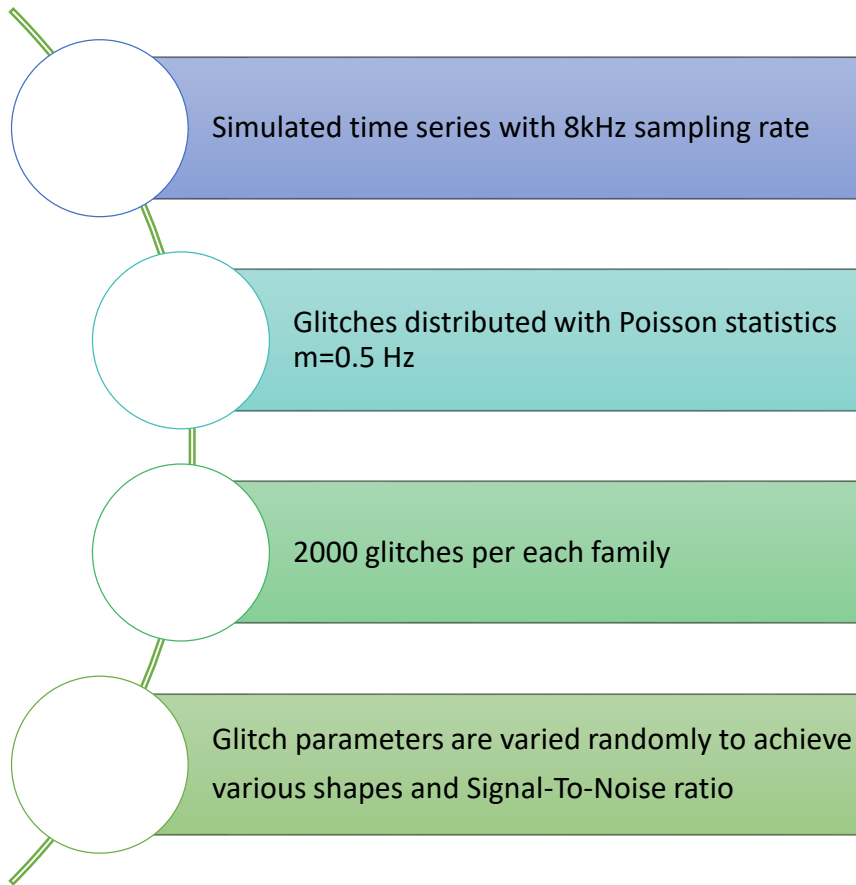 Simulated time series with 8kHz sampling rate
Glitches distributed with Poisson statistics
m=0.5 Hz
2000 glitches per each family
Glitch parameters are varied randomly to achieve
various shapes and Signal-To-Noise ratio